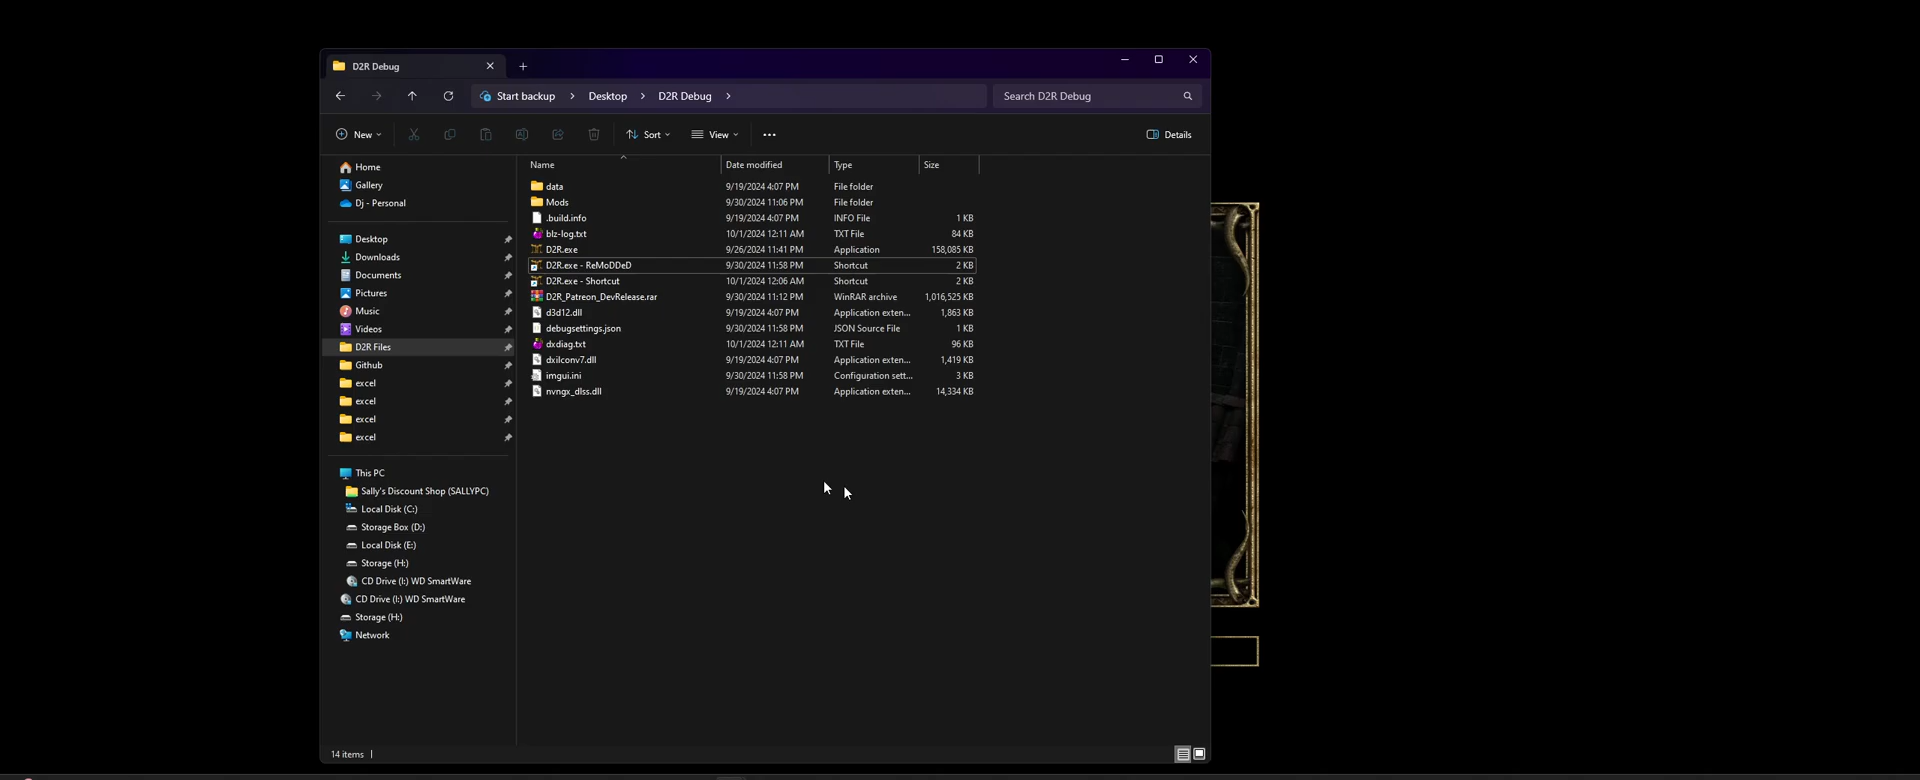 D2R Debug
Start backup > Desktop > D2R Debug >
Search D2R Debug
New
Sort
View
Details
Home
Gallery
Dj - Personal
Desktop
Downloads
Documents
Pictures
Music
Videos
D2R Files
Github
excel
excel
excel
excel
This PC
Sally's Discount Shop (SALLYPC)
Local Disk (C:)
Storage Box (D:)
Local Disk (E:)
Storage (H:)
CD Drive (I:) WD SmartWare
CD Drive (I:) WD SmartWare
Storage (H:)
Network
Name Date modified Type Size
data 9/19/2024 4:07 PM File folder
Mods 9/30/2024 11:06 PM File folder
.build.info 9/19/2024 4:07 PM INFO File 1 KB
blz-log.txt 10/1/2024 12:11 AM TXT File 84 KB
D2R.exe 9/26/2024 11:41 PM Application 158,085 KB
D2R.exe - ReMoDDeD 9/30/2024 11:58 PM Shortcut 2 KB
D2R.exe - Shortcut 10/1/2024 12:06 AM Shortcut 2 KB
D2R_Patreon_DevRelease.rar 9/30/2024 11:12 PM WinRAR archive 1,016,525 KB
d3d12.dll 9/19/2024 4:07 PM Application exten... 1,863 KB
debugsettings.json 9/30/2024 11:58 PM JSON Source File 1 KB
dxdiag.txt 10/1/2024 12:11 AM TXT File 96 KB
dxilconv7.dll 9/19/2024 4:07 PM Application exten... 1,419 KB
imgui.ini 9/30/2024 11:58 PM Configuration sett... 3 KB
nvngx_dlss.dll 9/19/2024 4:07 PM Application exten... 14,334 KB
14 items